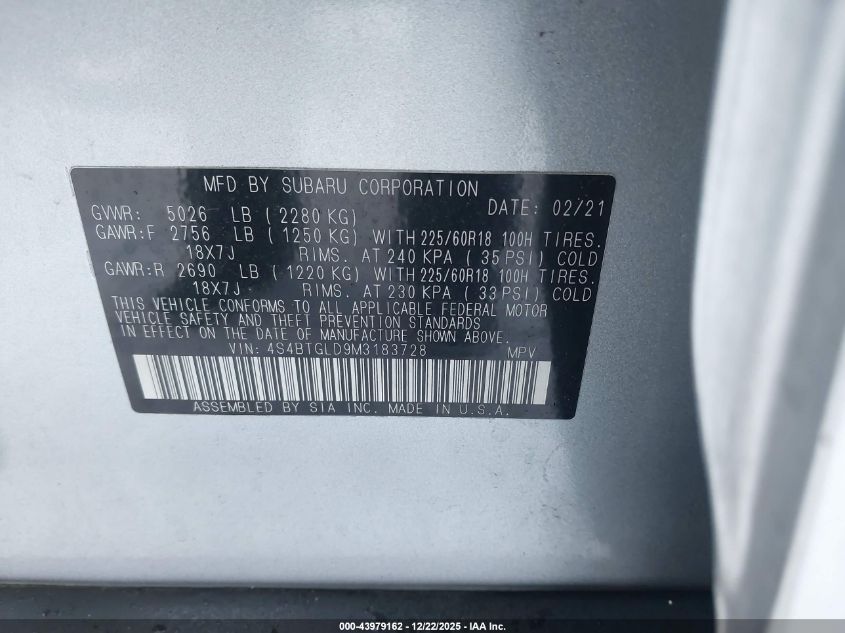 MFD BY SUBARU CORPORATION
DATE: 02/21
GVWR: 5026 LB ( 2280 KG)
GAWR:F 2756 LB ( 1250 KG) WITH 225/60R18 100H TIRES.
18X7J RIMS. AT 240 KPA ( 35 PSI) COLD
GAWR:R 2690 LB ( 1220 KG) WITH 225/60R18 100H TIRES.
18X7J RIMS. AT 230 KPA ( 33 PSI) COLD
THIS VEHICLE CONFORMS TO ALL APPLICABLE FEDERAL MOTOR
VEHICLE SAFETY AND THEFT PREVENTION STANDARDS
IN EFFECT ON THE DATE OF MANUFACTURE SHOWN ABOVE.
VIN: 4S4BTGLD9M3183728 MPV
ASSEMBLED BY SIA INC. MADE IN U.S.A.
000-43979162 - 12/22/2025 - IAA Inc.